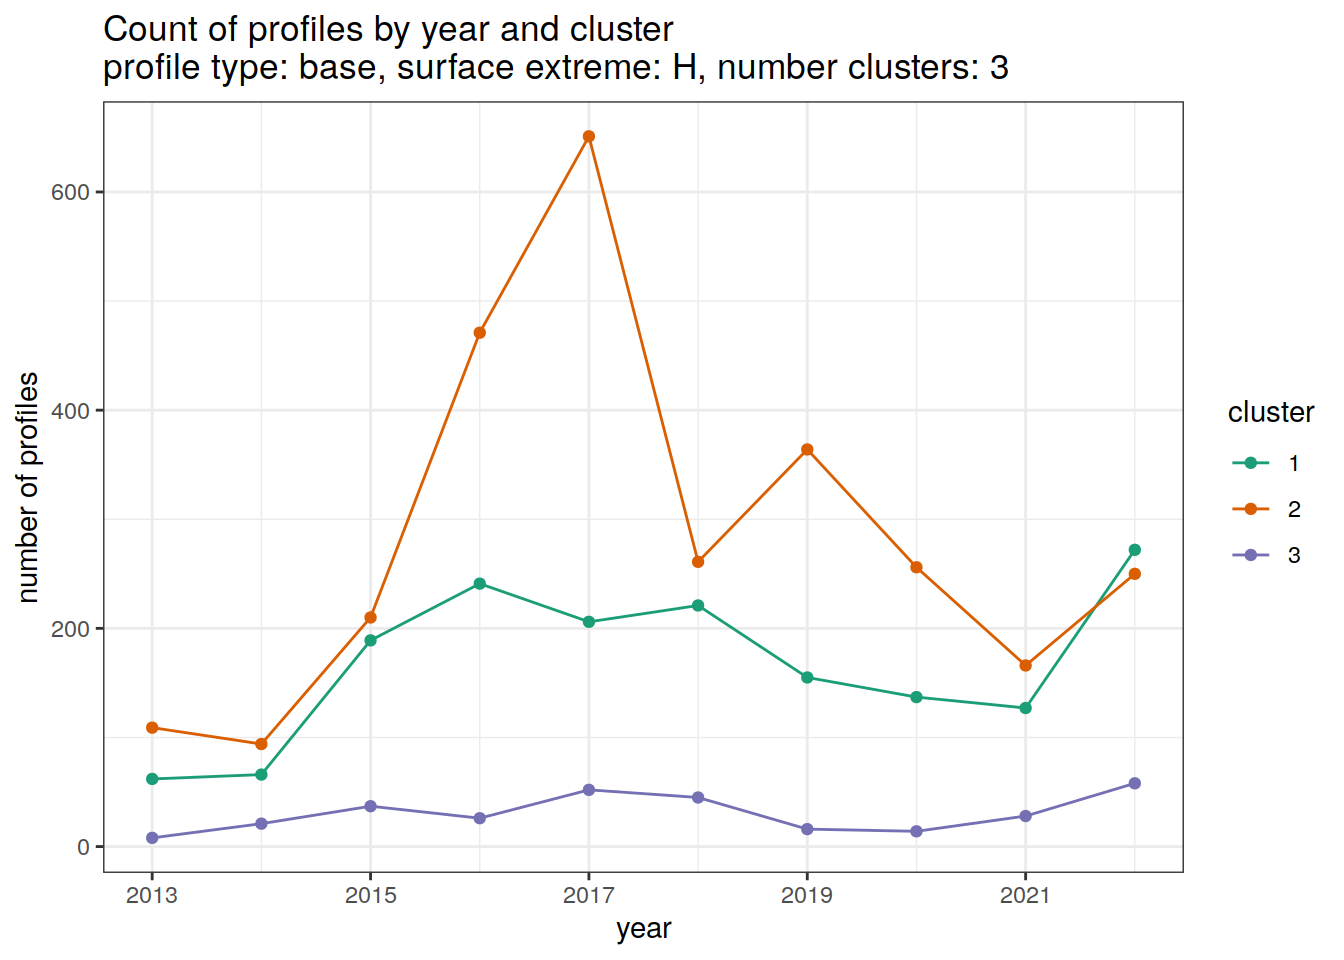 Count of profiles by year and cluster
profile type: base, surface extreme: H, number clusters: 3
number of profiles
600
400
200
0
2013
2015
2017
2019
2021
year
cluster
1
2
3